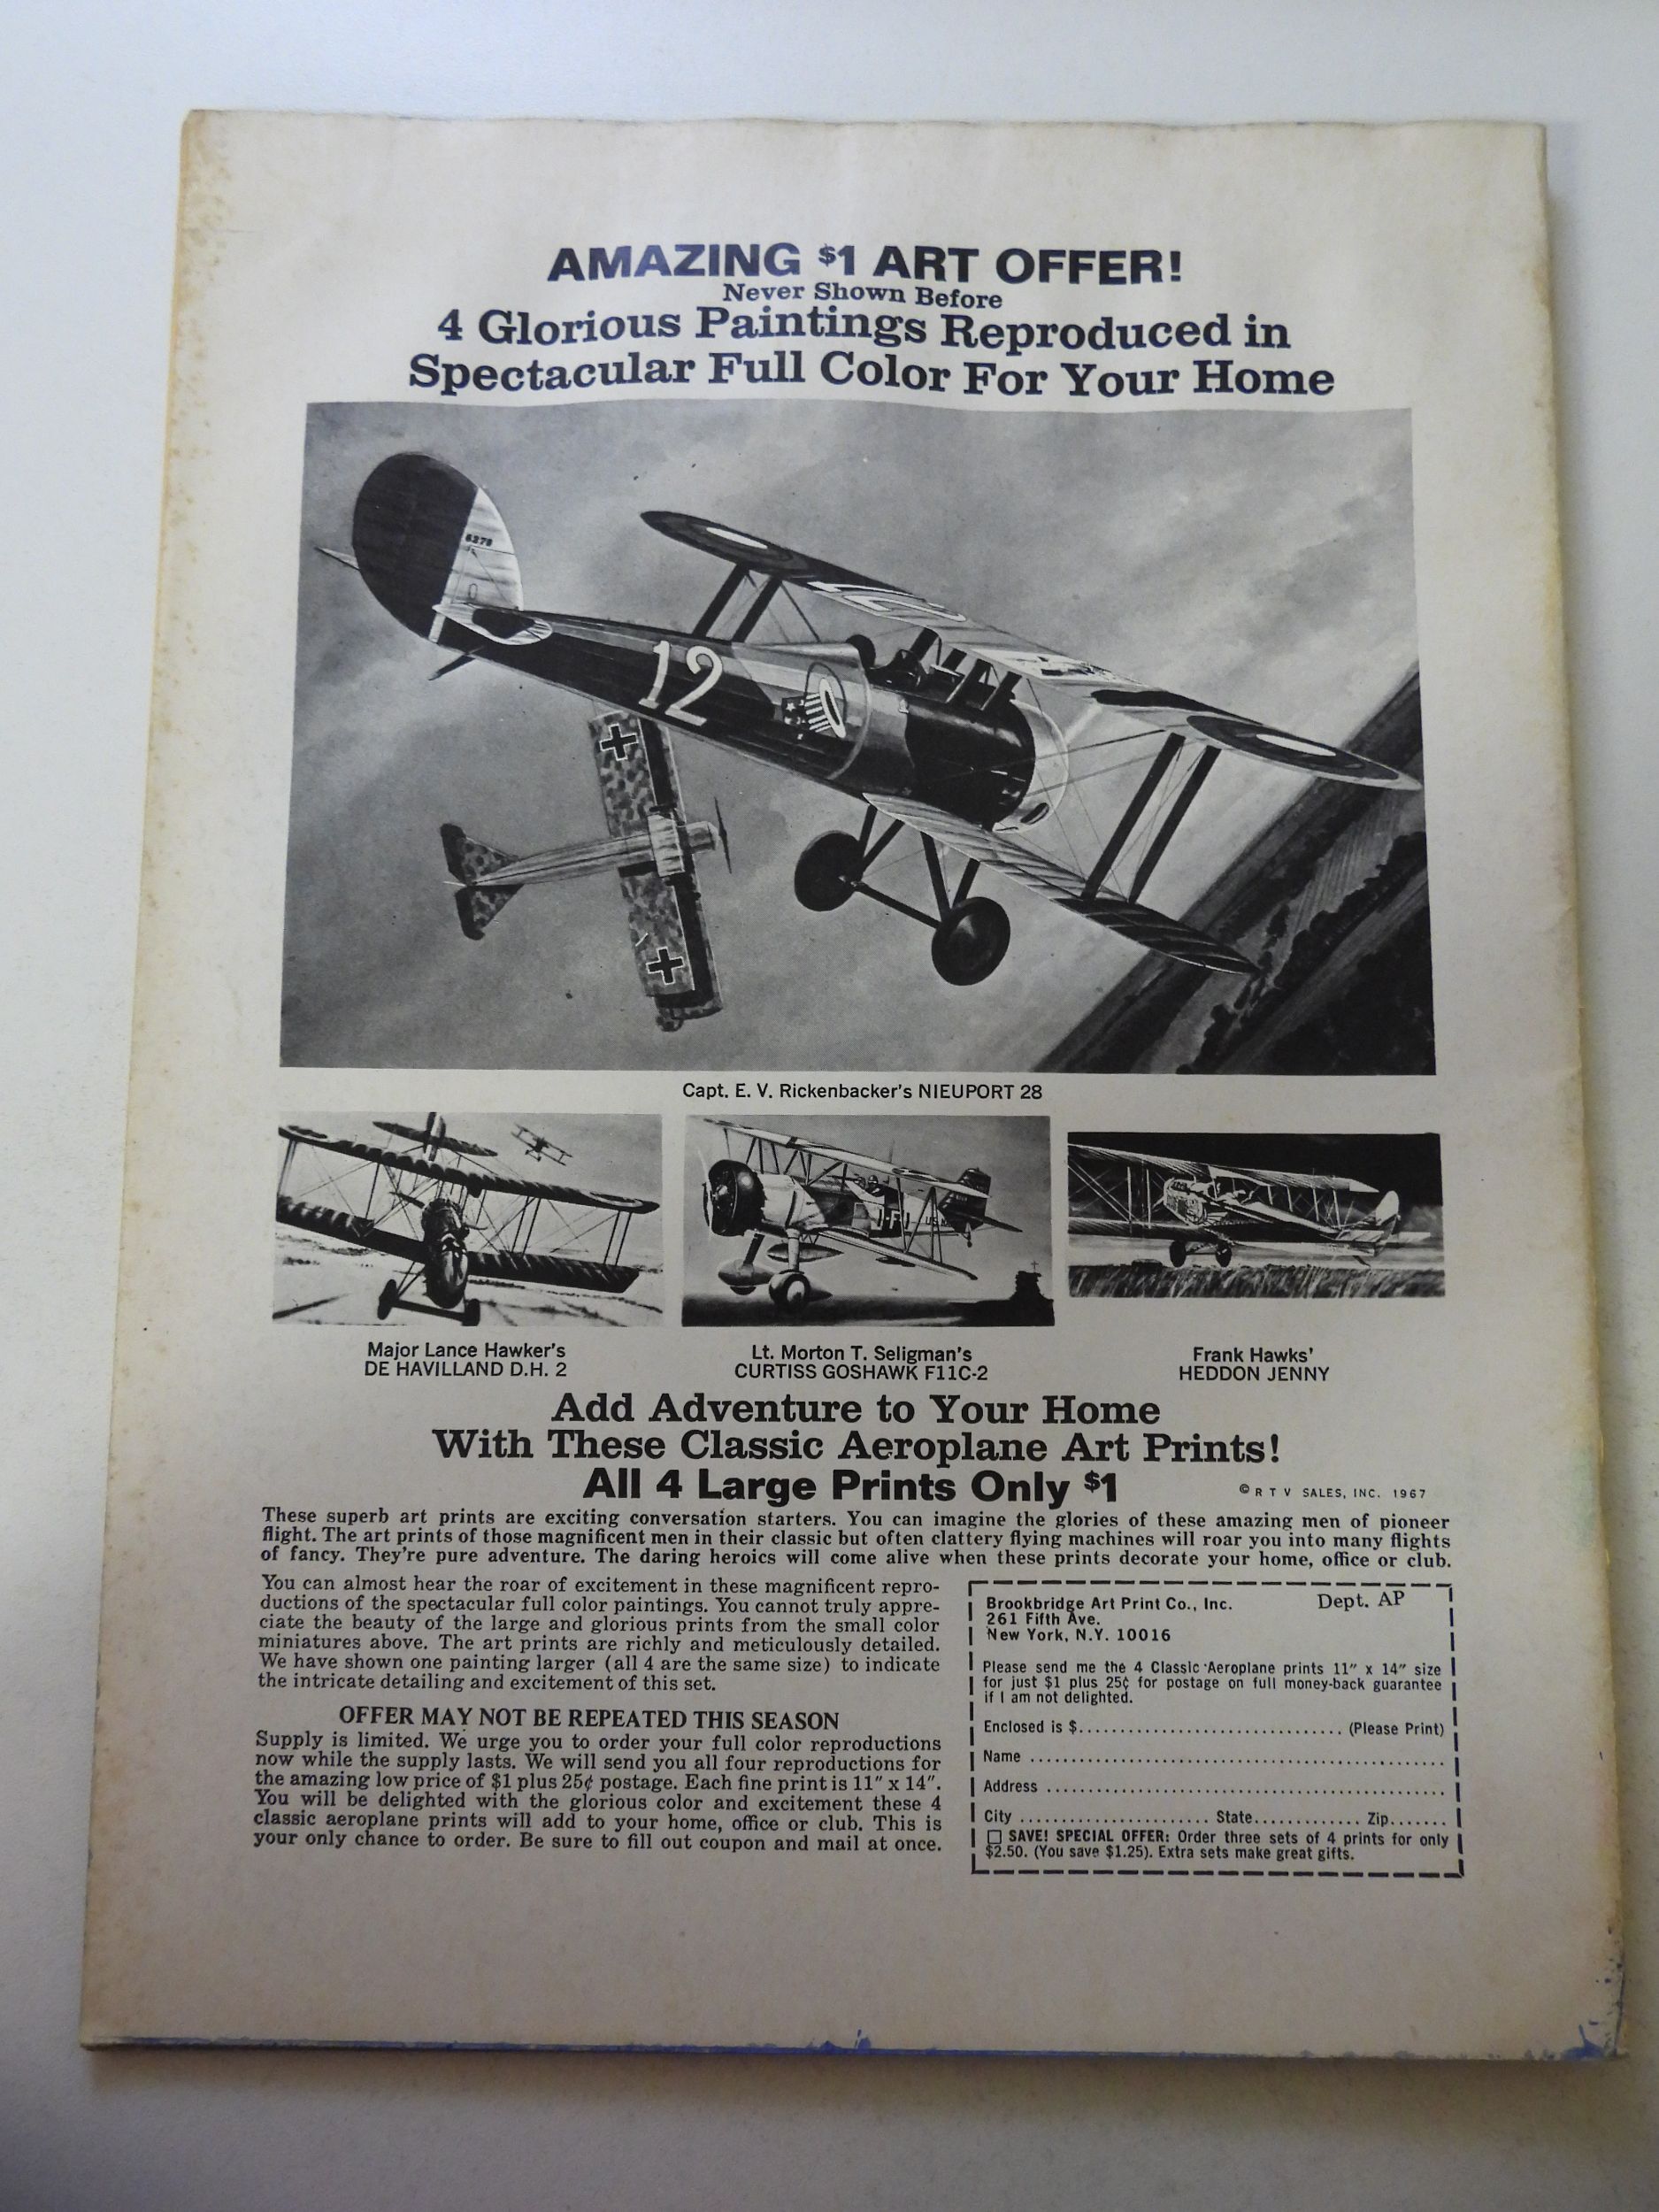 AMAZING $1 ART OFFER!
Never Shown Before
4 Glorious Paintings Reproduced in
Spectacular Full Color For Your Home
6378
12
Capt. E. V. Rickenbacker's NIEUPORT 28
Major Lance Hawker's
DE HAVILLAND D.H. 2
Lt. Morton T. Seligman's
CURTISS GOSHAWK F11C-2
Frank Hawks'
HEDDON JENNY
Add Adventure to Your Home
With These Classic Aeroplane Art Prints!
All 4 Large Prints Only $1
© R T V SALES, INC. 1967
These superb art prints are exciting conversation starters. You can imagine the glories of these amazing men of pioneer
flight. The art prints of those magnificent men in their classic but often clattery flying machines will roar you into many flights
of fancy. They're pure adventure. The daring heroics will come alive when these prints decorate your home, office or club.
You can almost hear the roar of excitement in these magnificent repro-
ductions of the spectacular full color paintings. You cannot truly appre-
ciate the beauty of the large and glorious prints from the small color
miniatures above. The art prints are richly and meticulously detailed.
We have shown one painting larger (all 4 are the same size) to indicate
the intricate detailing and excitement of this set.
OFFER MAY NOT BE REPEATED THIS SEASON
Supply is limited. We urge you to order your full color reproductions
now while the supply lasts. We will send you all four reproductions for
the amazing low price of $1 plus 25¢ postage. Each fine print is 11" x 14".
You will be delighted with the glorious color and excitement these 4
classic aeroplane prints will add to your home, office or club. This is
your only chance to order. Be sure to fill out coupon and mail at once.
Brookbridge Art Print Co., Inc. Dept. AP
261 Fifth Ave.
New York, N.Y. 10016
Please send me the 4 Classic Aeroplane prints 11" x 14" size
for just $1 plus 25¢ for postage on full money-back guarantee
if I am not delighted.
Enclosed is $................................ (Please Print)
Name ....................................................
Address ..................................................
City ........................ State............. Zip.......
☐ SAVE! SPECIAL OFFER: Order three sets of 4 prints for only
$2.50. (You save $1.25). Extra sets make great gifts.